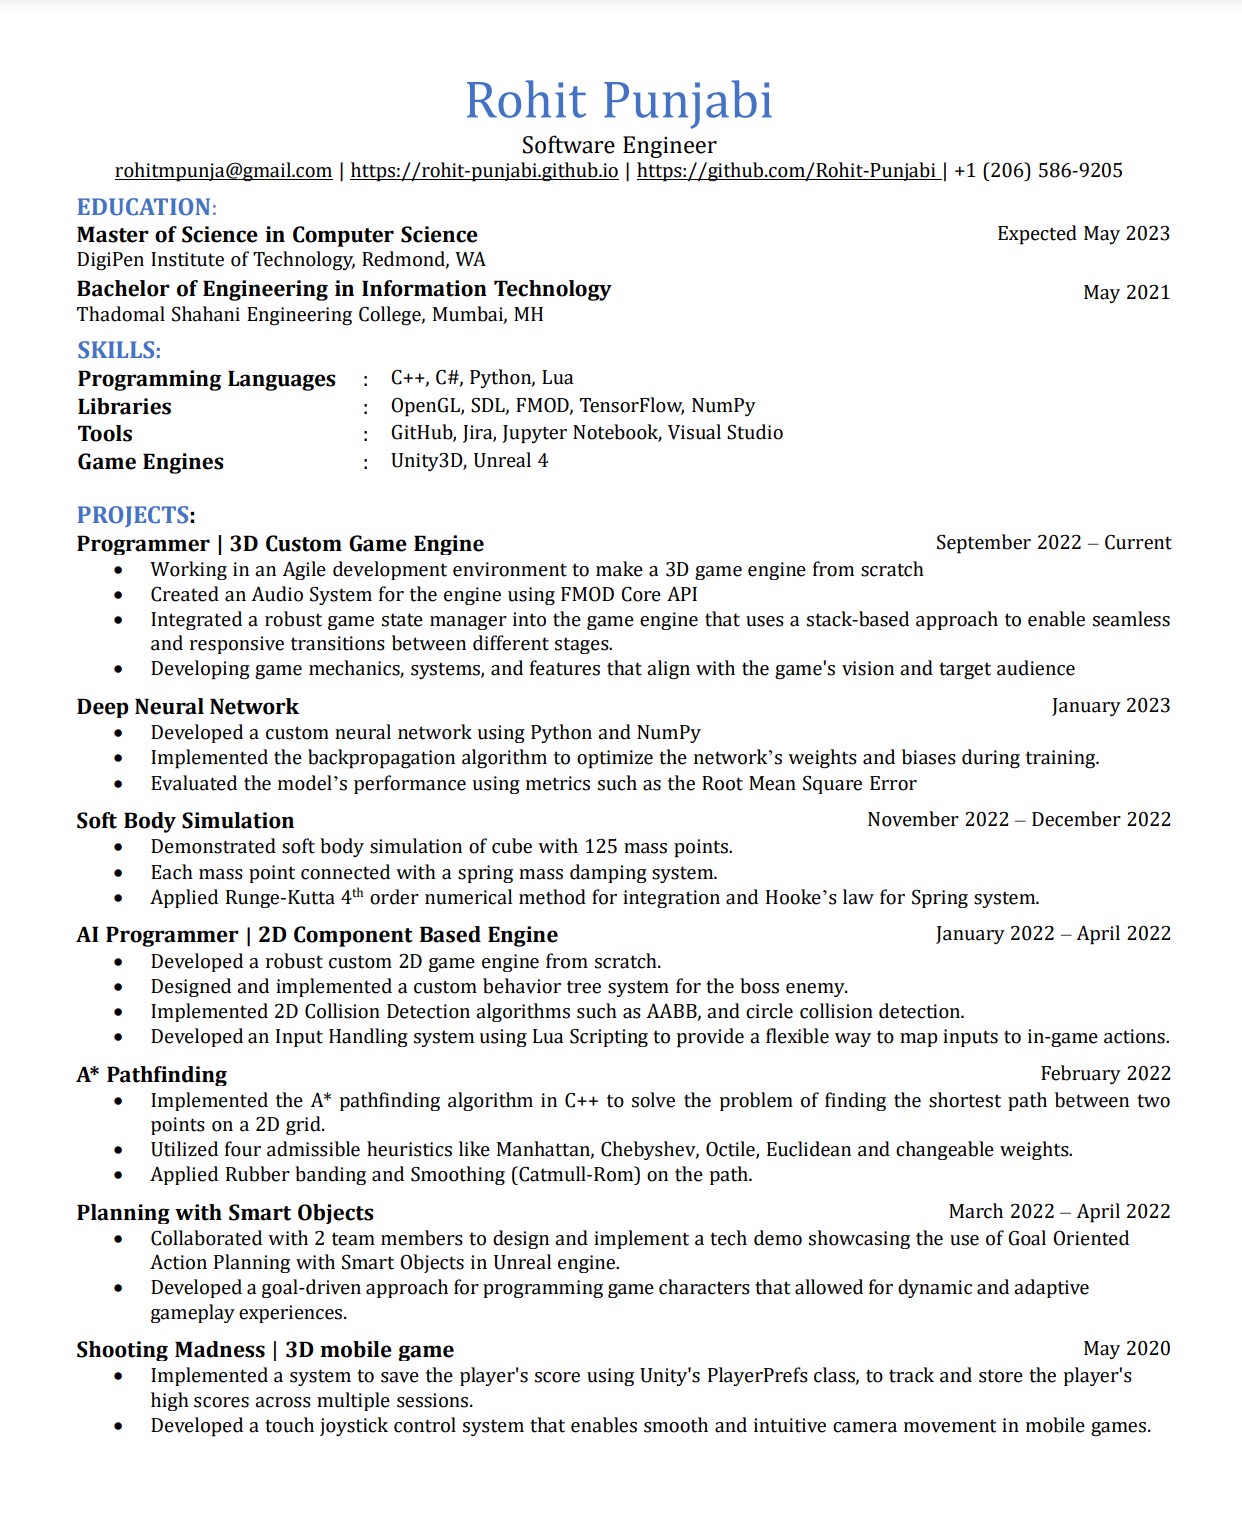 Rohit Punjabi
Software Engineer
rohitmpunja@gmail.com | https://rohit-punjabi.github.io | https://github.com/Rohit-Punjabi | +1 (206) 586-9205
EDUCATION:
Master of Science in Computer Science Expected May 2023
DigiPen Institute of Technology, Redmond, WA
Bachelor of Engineering in Information Technology May 2021
Thadomal Shahani Engineering College, Mumbai, MH
SKILLS:
Programming Languages : C++, C#, Python, Lua
Libraries : OpenGL, SDL, FMOD, TensorFlow, NumPy
Tools : GitHub, Jira, Jupyter Notebook, Visual Studio
Game Engines : Unity3D, Unreal 4
PROJECTS:
Programmer | 3D Custom Game Engine September 2022 – Current
• Working in an Agile development environment to make a 3D game engine from scratch
• Created an Audio System for the engine using FMOD Core API
• Integrated a robust game state manager into the game engine that uses a stack-based approach to enable seamless
and responsive transitions between different stages.
• Developing game mechanics, systems, and features that align with the game's vision and target audience
Deep Neural Network January 2023
• Developed a custom neural network using Python and NumPy
• Implemented the backpropagation algorithm to optimize the network’s weights and biases during training.
• Evaluated the model’s performance using metrics such as the Root Mean Square Error
Soft Body Simulation November 2022 – December 2022
• Demonstrated soft body simulation of cube with 125 mass points.
• Each mass point connected with a spring mass damping system.
• Applied Runge-Kutta 4th order numerical method for integration and Hooke’s law for Spring system.
AI Programmer | 2D Component Based Engine January 2022 – April 2022
• Developed a robust custom 2D game engine from scratch.
• Designed and implemented a custom behavior tree system for the boss enemy.
• Implemented 2D Collision Detection algorithms such as AABB, and circle collision detection.
• Developed an Input Handling system using Lua Scripting to provide a flexible way to map inputs to in-game actions.
A* Pathfinding February 2022
• Implemented the A* pathfinding algorithm in C++ to solve the problem of finding the shortest path between two
points on a 2D grid.
• Utilized four admissible heuristics like Manhattan, Chebyshev, Octile, Euclidean and changeable weights.
• Applied Rubber banding and Smoothing (Catmull-Rom) on the path.
Planning with Smart Objects March 2022 – April 2022
• Collaborated with 2 team members to design and implement a tech demo showcasing the use of Goal Oriented
Action Planning with Smart Objects in Unreal engine.
• Developed a goal-driven approach for programming game characters that allowed for dynamic and adaptive
gameplay experiences.
Shooting Madness | 3D mobile game May 2020
• Implemented a system to save the player's score using Unity's PlayerPrefs class, to track and store the player's
high scores across multiple sessions.
• Developed a touch joystick control system that enables smooth and intuitive camera movement in mobile games.